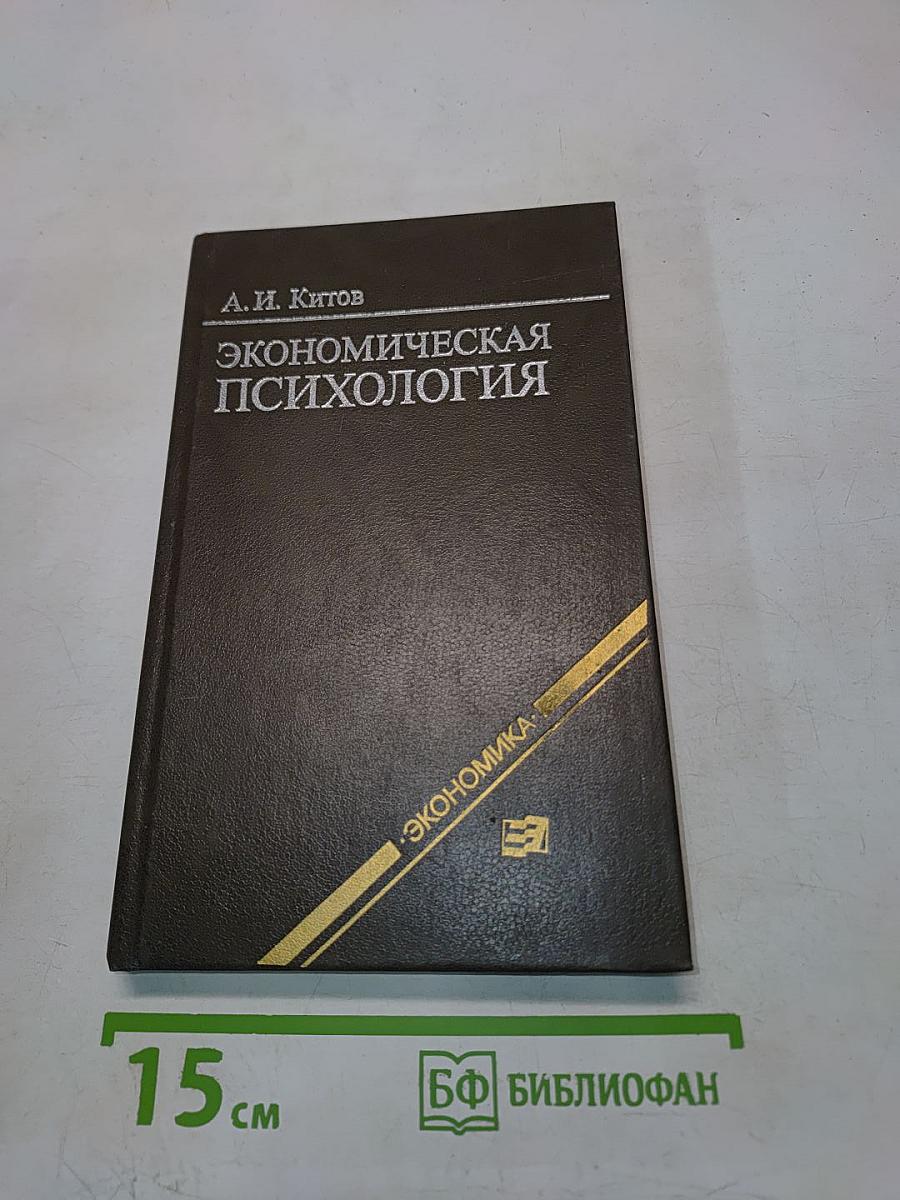 А. И. Китов
ЭКОНОМИЧЕСКАЯ
ПСИХОЛОГИЯ
·ЭКОНОМИКА·
15 см
БФ БИБЛИОФАН